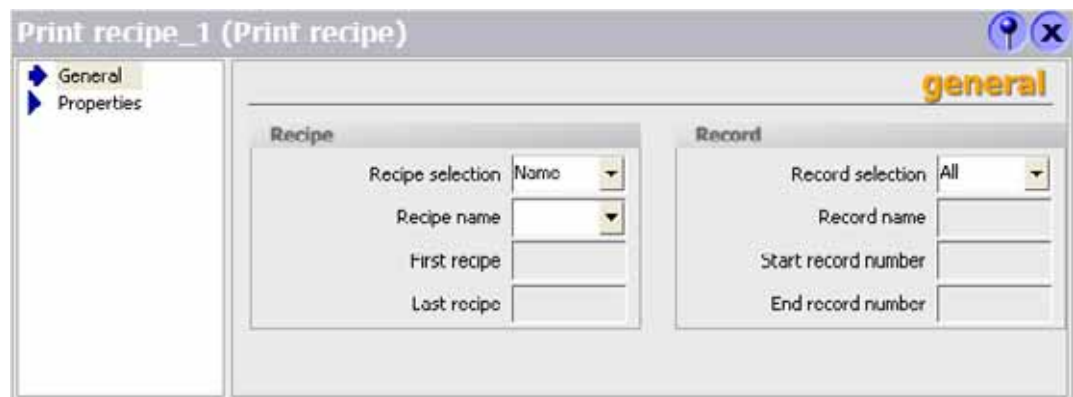 Print recipe_1 (Print recipe)
General
Properties
general
Recipe
Recipe selection Name
Recipe name
First recipe
Last recipe
Record
Record selection All
Record name
Start record number
End record number